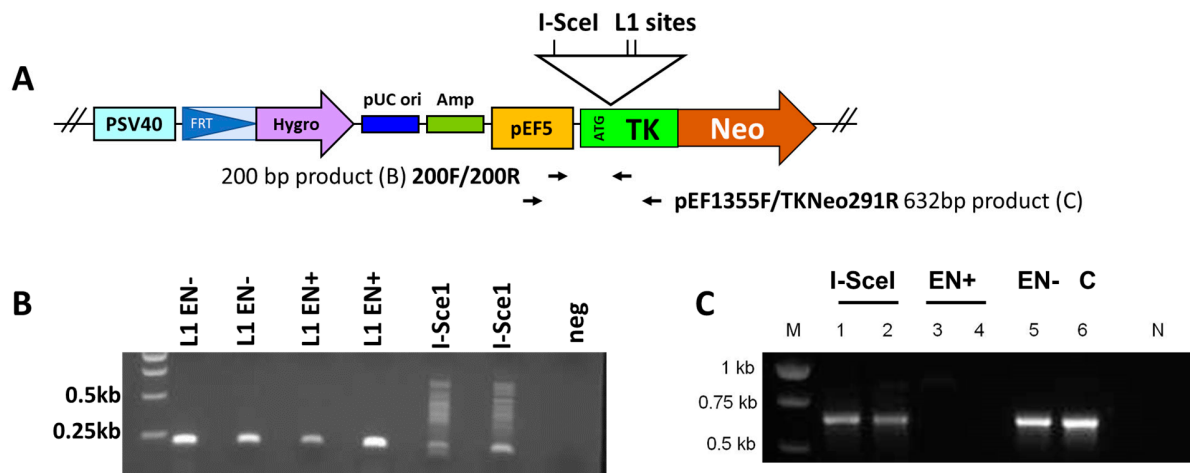 I-SceI L1 sites
A
pUC ori Amp
PSV40 FRT Hygro pEF5 ATG TK Neo
200 bp product (B) 200F/200R
pEF1355F/TKNeo291R 632bp product (C)
B
L1 EN- L1 EN- L1 EN+ L1 EN+ I-Sce1 I-Sce1 neg
0.5kb
0.25kb
C
I-SceI EN+ EN- C
M 1 2 3 4 5 6 N
1 kb
0.75 kb
0.5 kb